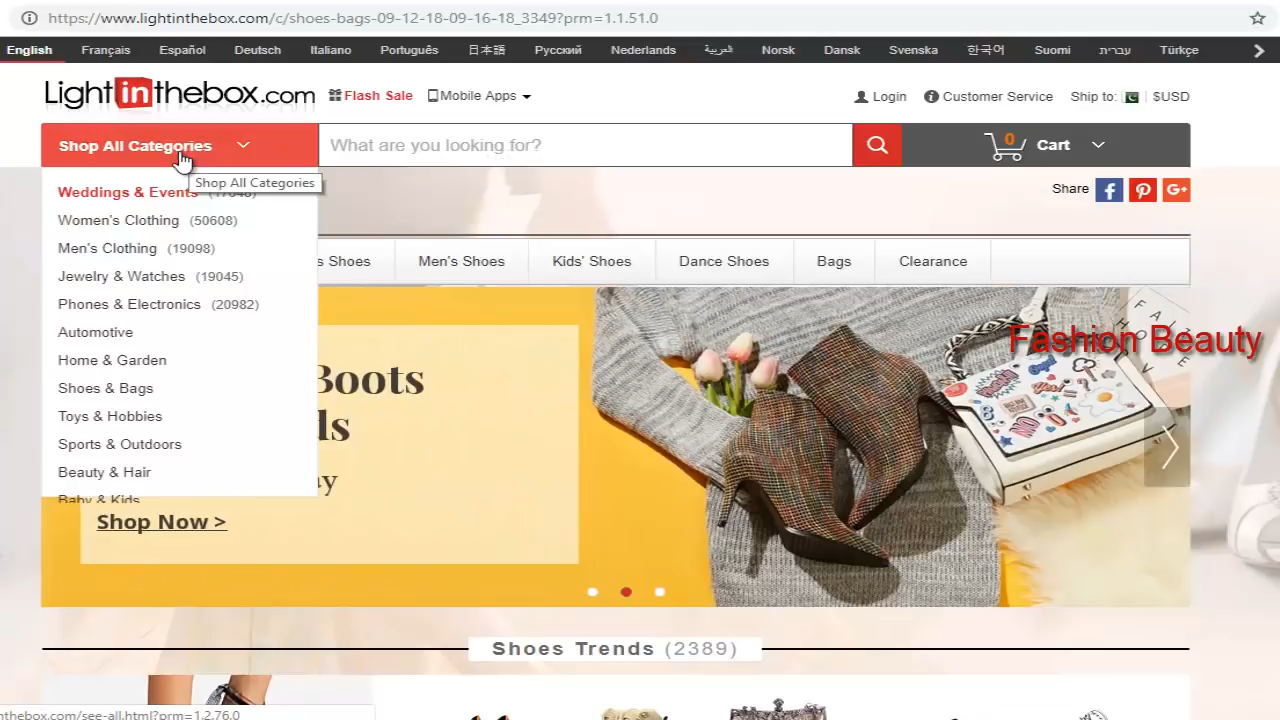 https://www.lightinthebox.com/c/shoes-bags-09-12-18-09-16-18_3349?prm=1.1.51.0
English Français Español Deutsch Italiano Português 日本語 Русский Nederlands العربية Norsk Dansk Svenska 한국어 Suomi עברית Türkçe
Lightinthebox.com Flash Sale Mobile Apps Login Customer Service Ship to: $USD
Shop All Categories What are you looking for? 0 Cart
Shop All Categories
Share
Weddings & Events
Women's Clothing (50608)
Men's Clothing (19098)
Jewelry & Watches (19045)
Phones & Electronics (20982)
Automotive
Home & Garden
Shoes & Bags
Toys & Hobbies
Sports & Outdoors
Beauty & Hair
Baby & Kids
s Shoes Men's Shoes Kids' Shoes Dance Shoes Bags Clearance
Fashion Beauty
Boots
ds
ay
Shop Now >
Shoes Trends (2389)
nthebox.com/see-all.html?prm=1.2.76.0